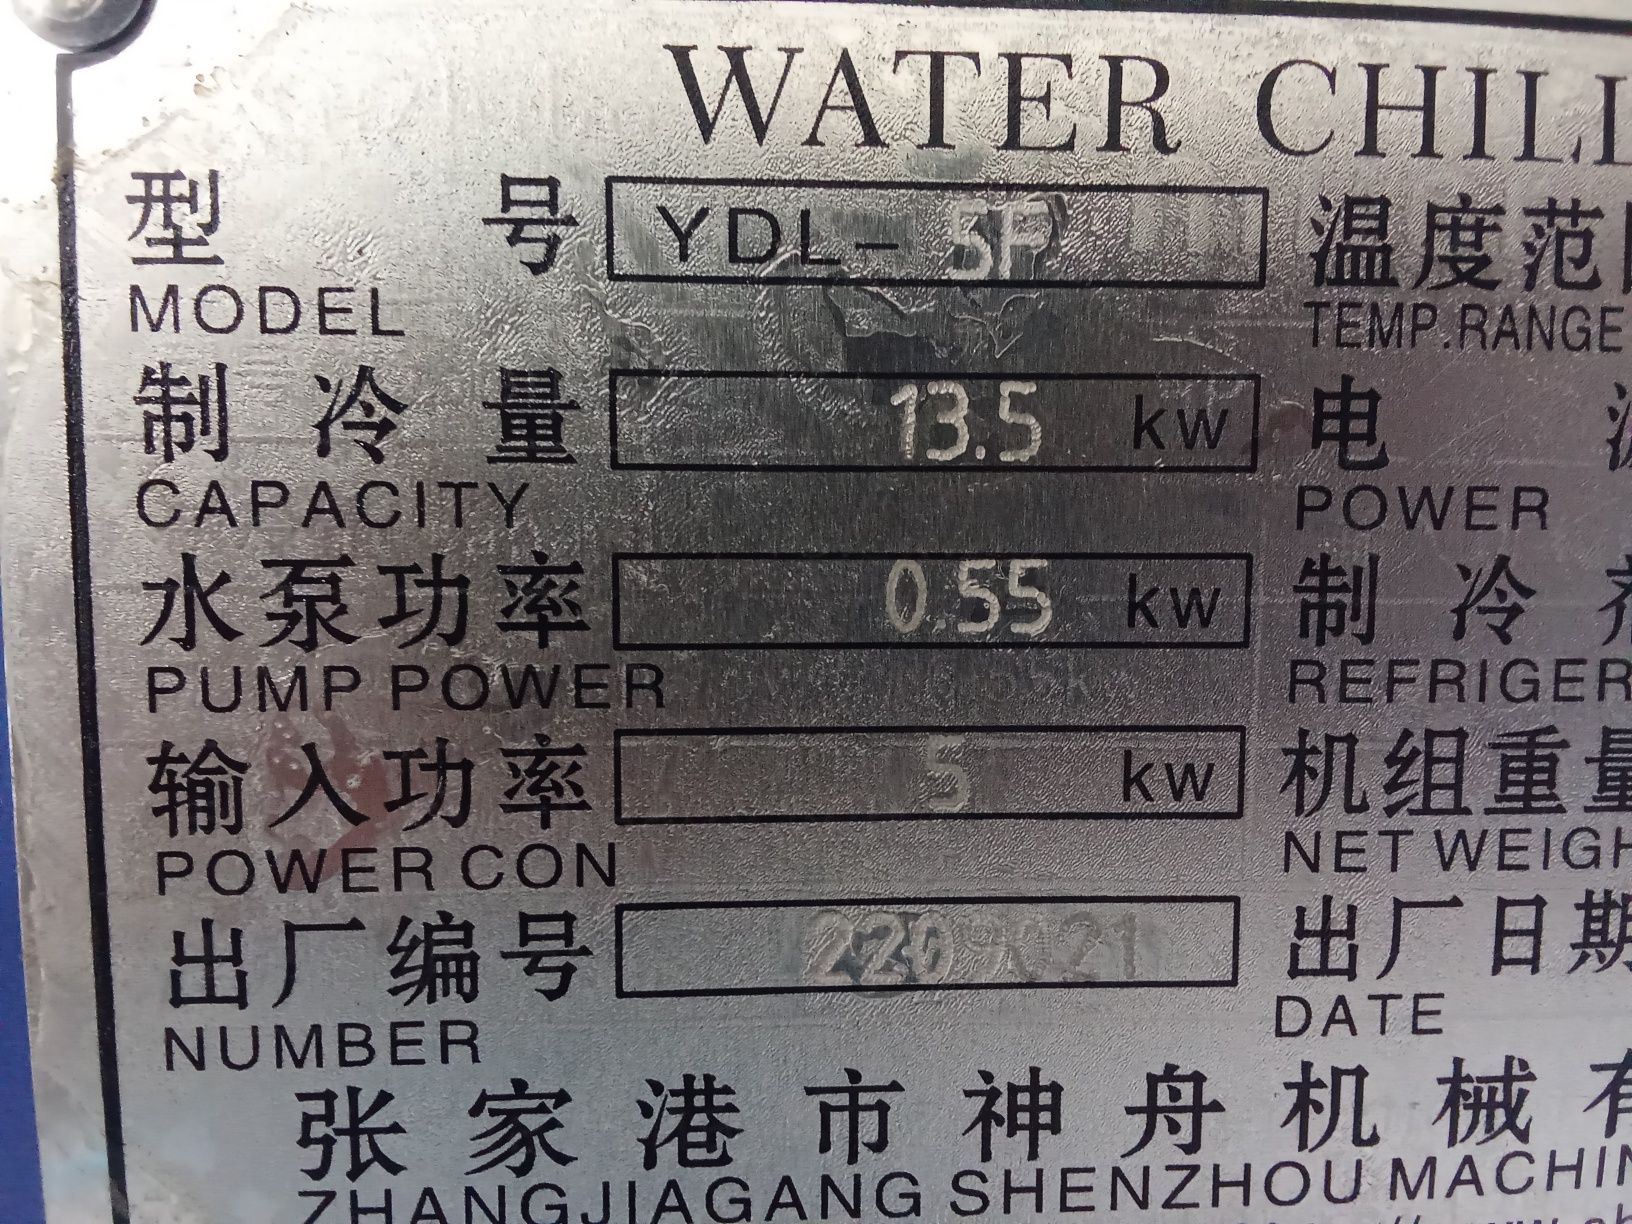 WATER CHILL
型 号 YDL- 5P 温度范
MODEL TEMP.RANGE
制 冷 量 13.5 kw 电
CAPACITY POWER
水泵功率 0.55 kw 制 冷
PUMP POWER REFRIGER
输入功率 5 kw 机组重量
POWER CON NET WEIGH
出厂编号 出厂日期
NUMBER DATE
张家港市神舟机械有
ZHANGJIAGANG SHENZHOU MACHIN